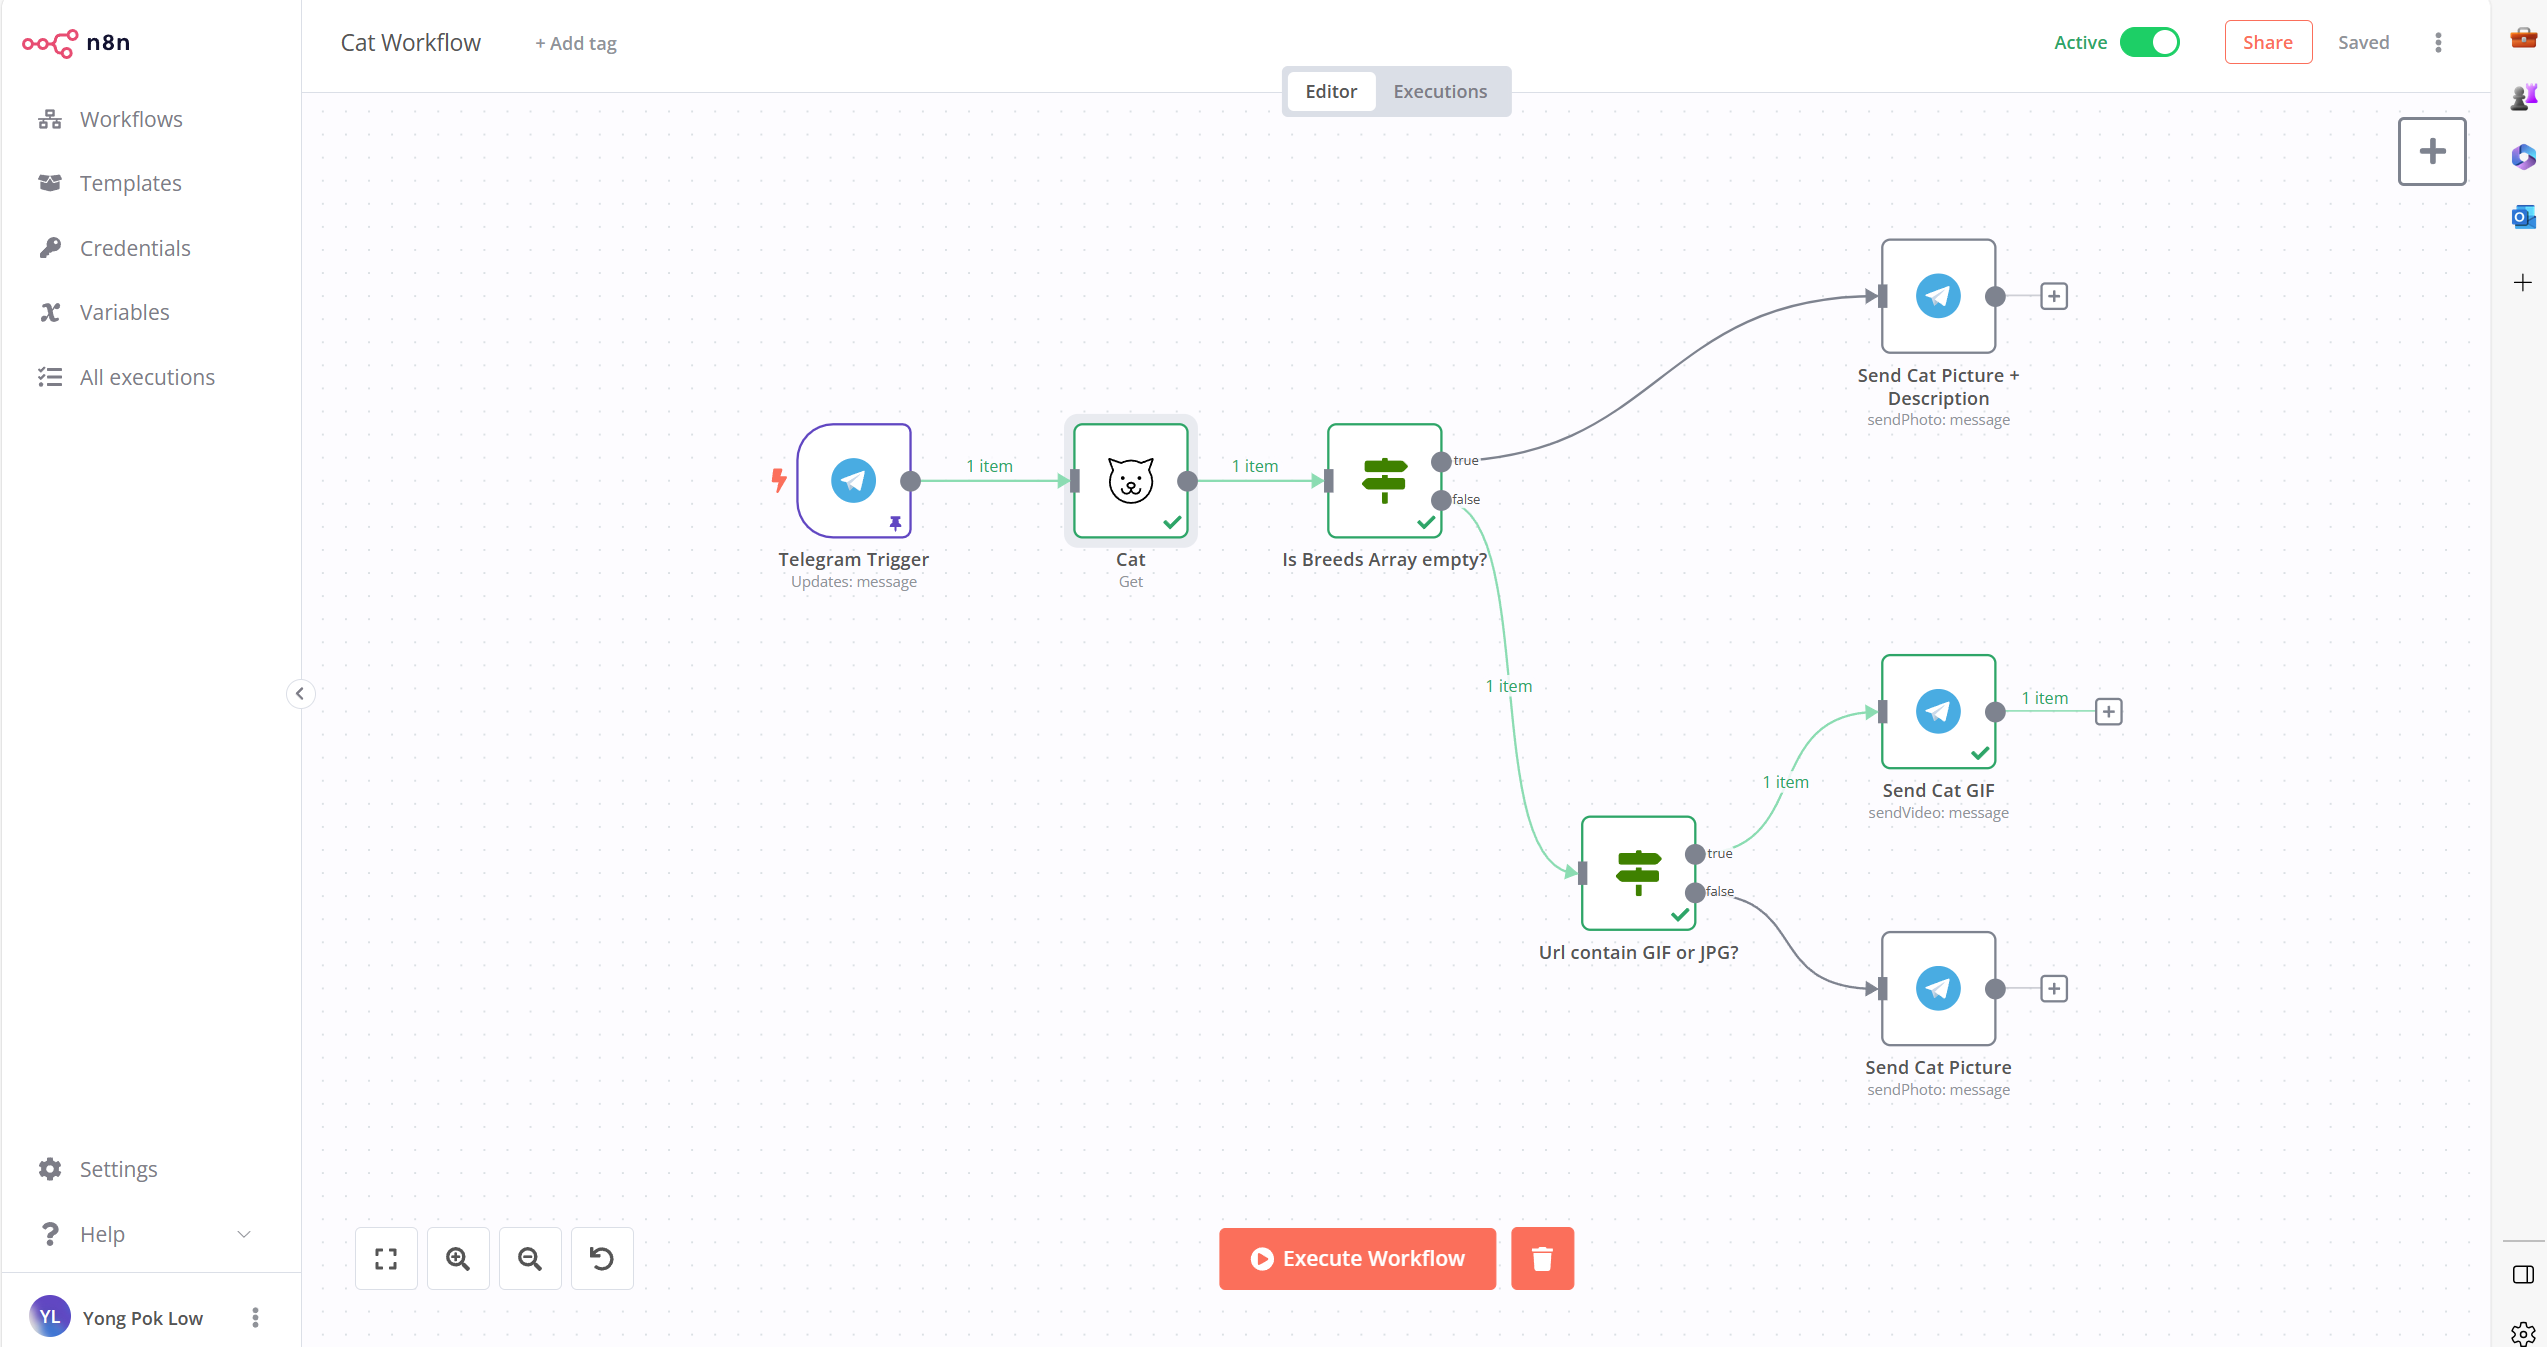 n8n
Cat Workflow
+ Add tag
Active
Share
Saved
Editor
Executions
Workflows
Templates
Credentials
Variables
All executions
Send Cat Picture +
Description
sendPhoto: message
1 item
1 item
true
false
Telegram Trigger
Updates: message
Cat
Get
Is Breeds Array empty?
1 item
1 item
1 item
Send Cat GIF
sendVideo: message
true
false
Url contain GIF or JPG?
Send Cat Picture
sendPhoto: message
Settings
Help
Execute Workflow
YL
Yong Pok Low